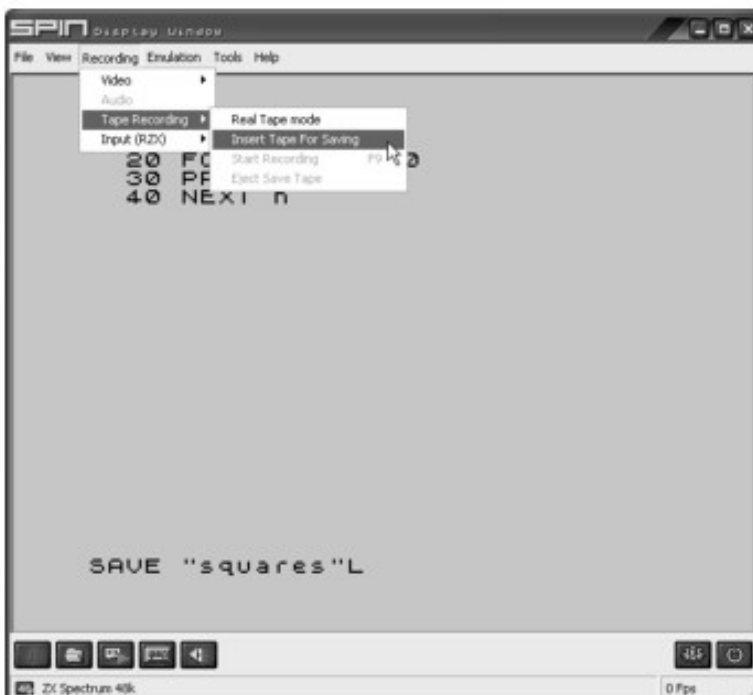 SPIN Display Window
File View Recording Emulation Tools Help
Video
Audio
Tape Recording
Input (RZX)
Real Tape mode
Insert Tape For Saving
Start Recording F9
Eject Save Tape
20
30
40 NEXT n
SAVE "squares"L
ZX Spectrum 48k
0 Fps